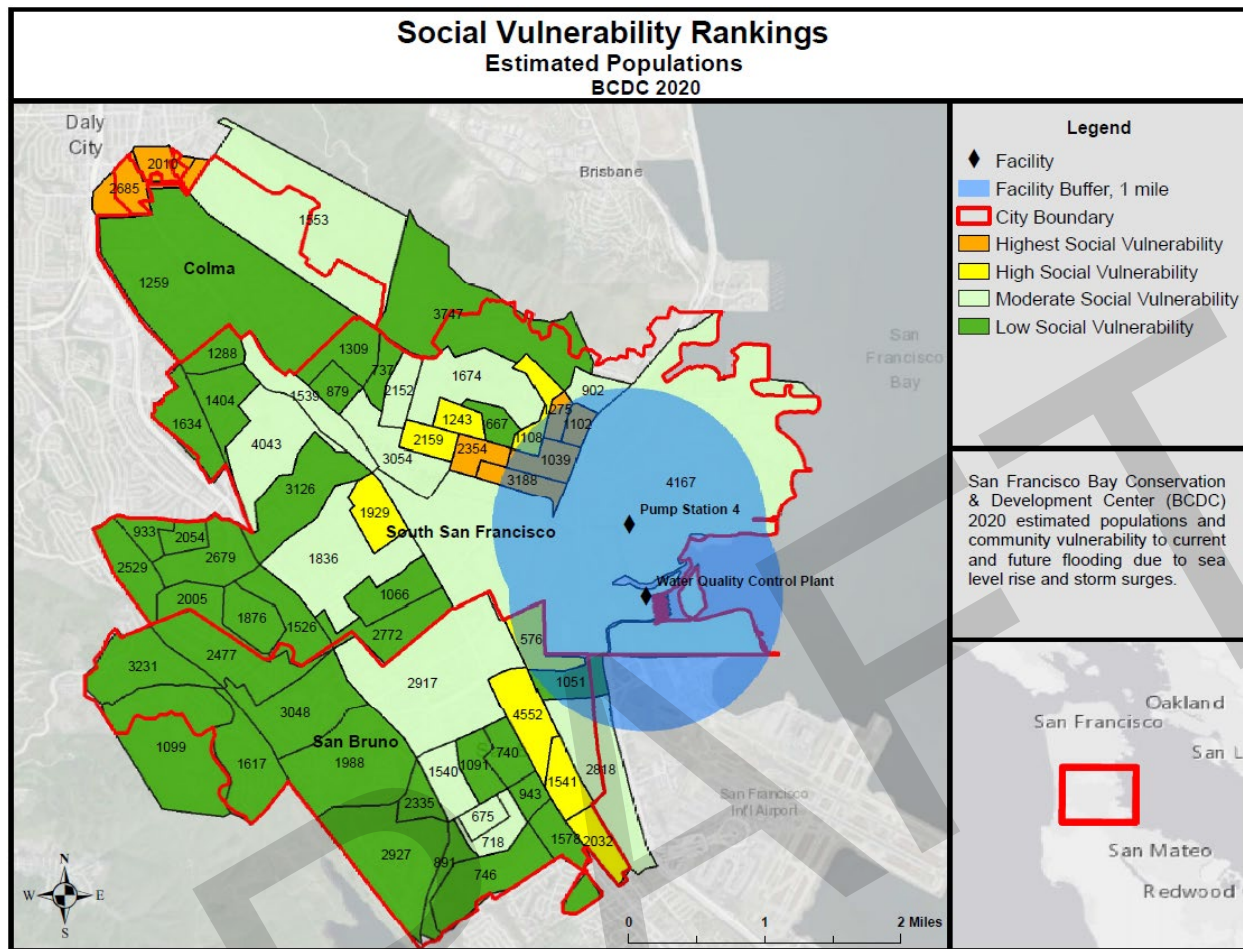 Social Vulnerability Rankings
Estimated Populations
BCDC 2020
Daly
City
Brisbane
2010
2685
1553
1259
Colma
3747
San
Francisco
Bay
1288
1309
737
1404
1539
879
2152
1674
902
1634
1243
667
1275
1102
1108
4043
2159
2354
1039
3054
3188
3126
4167
1929
Pump Station 4
South San Francisco
933
2054
2679
1836
2529
Water Quality Control Plant
2005
1066
1876
1526
2772
576
3231
2477
2917
1051
3048
4552
San Bruno
1099
1617
1988
740
1540
1091
1541
2818
2335
943
San Francisco
Int'l Airport
675
718
1578
2032
2927
891
746
N
W
E
S
0
1
2 Miles
Legend
Facility
Facility Buffer, 1 mile
City Boundary
Highest Social Vulnerability
High Social Vulnerability
Moderate Social Vulnerability
Low Social Vulnerability
San Francisco Bay Conservation
& Development Center (BCDC)
2020 estimated populations and
community vulnerability to current
and future flooding due to sea
level rise and storm surges.
Oakland
San Francisco
San L
San Mateo
Redwood
DRAFT